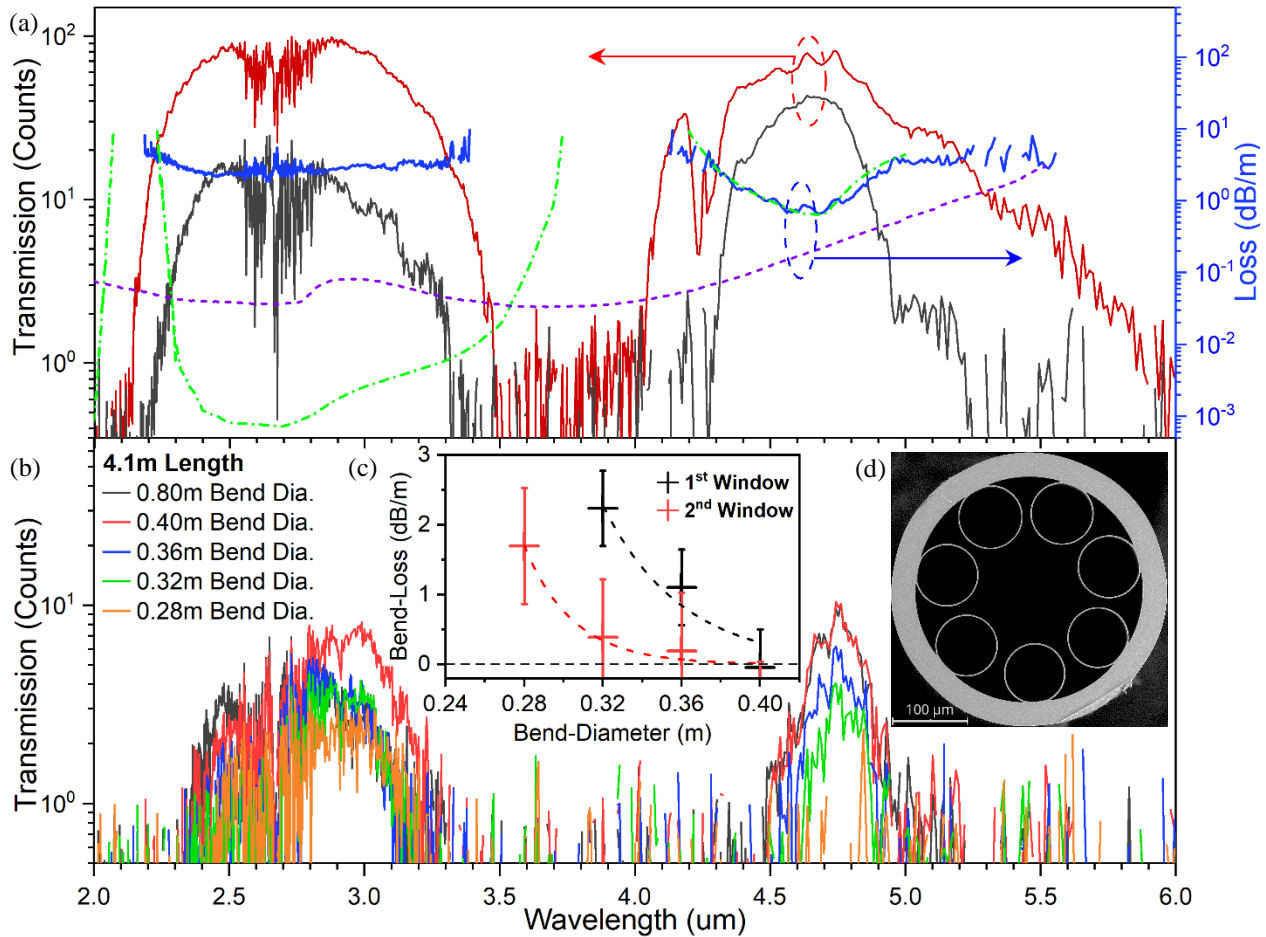 (a)
10²
10¹
10⁰
Transmission (Counts)
10²
10¹
10⁰
10⁻¹
10⁻²
10⁻³
Loss (dB/m)
(b)
4.1m Length
0.80m Bend Dia.
0.40m Bend Dia.
0.36m Bend Dia.
0.32m Bend Dia.
0.28m Bend Dia.
10¹
10⁰
Transmission (Counts)
(c)
3
2
1
0
Bend-Loss (dB/m)
1st Window
2nd Window
0.24 0.28 0.32 0.36 0.40
Bend-Diameter (m)
(d)
100 µm
2.0 2.5 3.0 3.5 4.0 4.5 5.0 5.5 6.0
Wavelength (um)